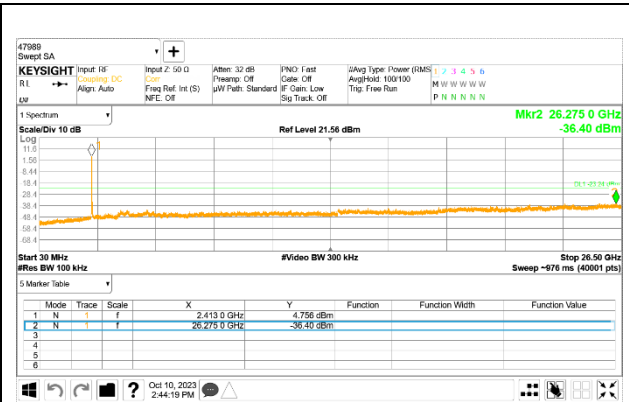 47989
Swept SA
+
KEYSIGHT
RL
Input: RF
Coupling: DC
Align: Auto
Input Z: 50 Ω
Corr
Freq Ref: Int (S)
NFE: Off
Atten: 32 dB
Preamp: Off
µW Path: Standard
PNO: Fast
Gate: Off
IF Gain: Low
Sig Track: Off
#Avg Type: Power (RMS
Avg|Hold: 100/100
Trig: Free Run
1 2 3 4 5 6
M W W W W W
P N N N N N
1 Spectrum
Mkr2 26.275 0 GHz
-36.40 dBm
Scale/Div 10 dB
Ref Level 21.56 dBm
Log
11.6
1.56
-8.44
-18.4
-28.4
-38.4
-48.4
-58.4
-68.4
1
Start 30 MHz
#Video BW 300 kHz
Stop 26.50 GHz
#Res BW 100 kHz
Sweep ~976 ms (40001 pts)
5 Marker Table
Mode Trace Scale X Y Function Function Width Function Value
1 N 1 f 2.413 0 GHz 4.756 dBm
2 N 1 f 26.275 0 GHz -36.40 dBm
3
4
5
6
?
Oct 10, 2023
2:44:19 PM